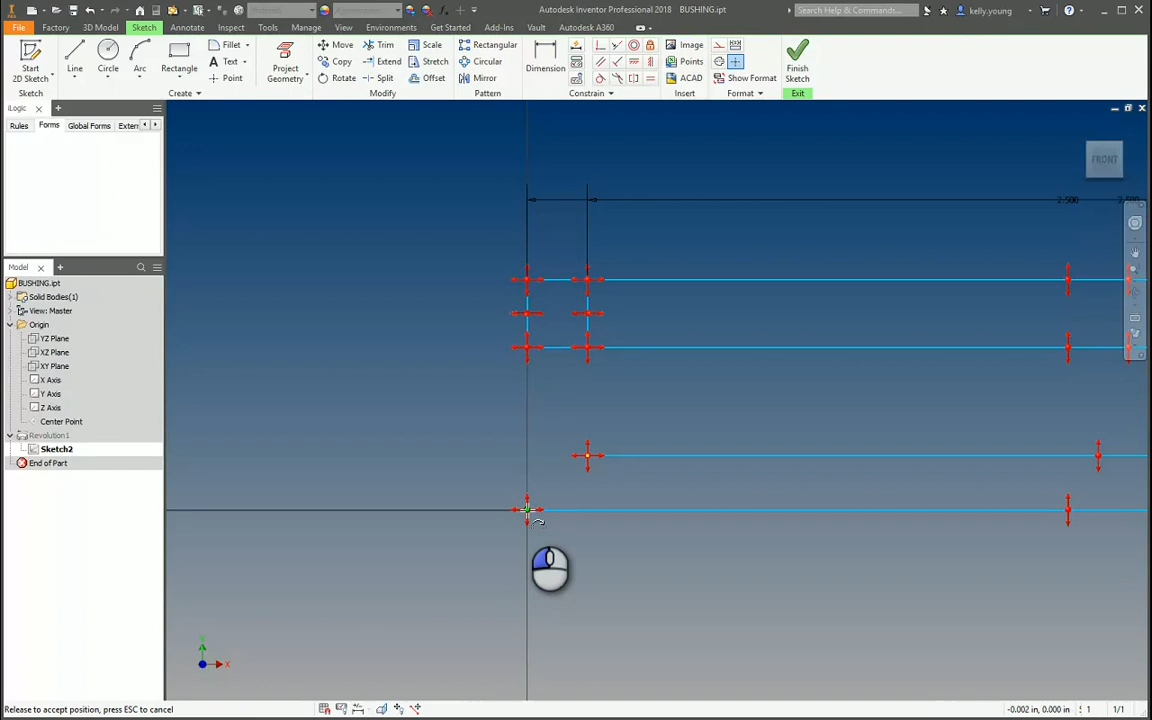 Autodesk Inventor Professional 2018 BUSHING.ipt
Search Help & Commands...
kelly.young
File Factory 3D Model Sketch Annotate Inspect Tools Manage View Environments Get Started Add-Ins Vault Autodesk A360
Start
2D Sketch
Line
Circle
Arc
Rectangle
Fillet
Text
Point
Project
Geometry
Move
Copy
Rotate
Trim
Extend
Split
Scale
Stretch
Offset
Rectangular
Circular
Mirror
Dimension
Image
Points
ACAD
Show Format
Finish
Sketch
Sketch Create Modify Pattern Constrain Insert Format Exit
iLogic
Rules Forms Global Forms Extern
Model
BUSHING.ipt
Solid Bodies(1)
View: Master
Origin
YZ Plane
XZ Plane
XY Plane
X Axis
Y Axis
Z Axis
Center Point
Revolution1
Sketch2
End of Part
FRONT
2.500
X
Release to accept position, press ESC to cancel
-0.002 in, 0.000 in
1
1/1